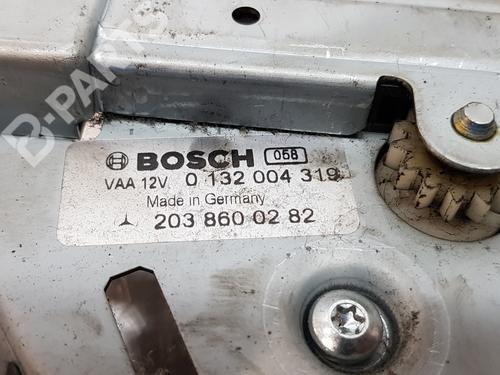 B-PARTS
BOSCH 058
VAA 12V 0 132 004 319
Made in Germany
203 860 02 82